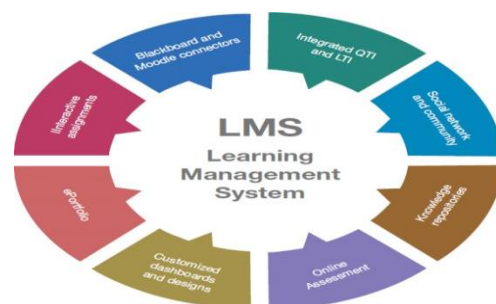 Blackboard and
Moodle connectors
Integrated QTI
and LTI
Social network
and community
Knowledge
repositories
Online
Assessment
Customized
dashboards
and designs
ePortfolio
IInteractive
assignments
LMS
Learning
Management
System